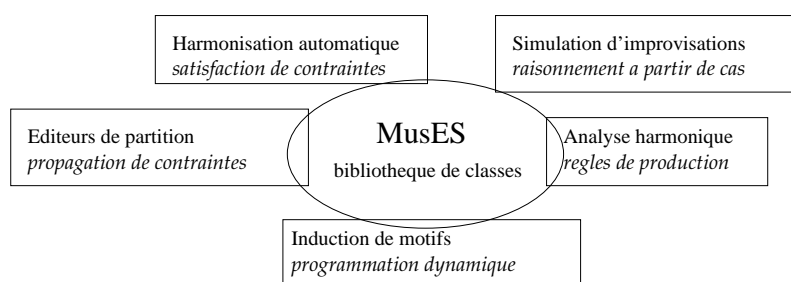 Harmonisation automatique
satisfaction de contraintes
Simulation d'improvisations
raisonnement a partir de cas
Editeurs de partition
propagation de contraintes
MusES
bibliotheque de classes
Analyse harmonique
regles de production
Induction de motifs
programmation dynamique